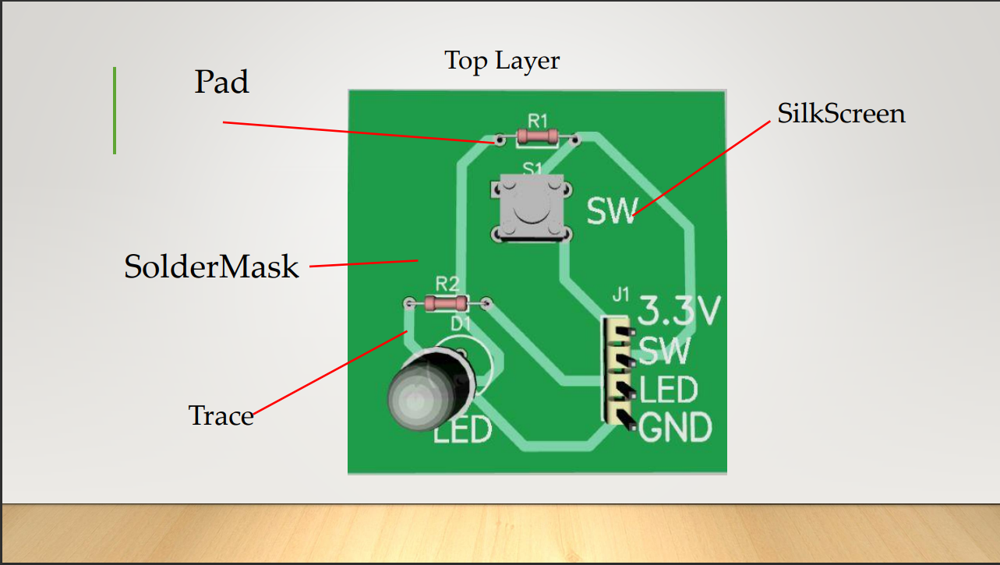 Top Layer
Pad
SilkScreen
R1
S1
SW
SolderMask
R2
J1
3.3V
D1
SW
LED
Trace
GND
LED